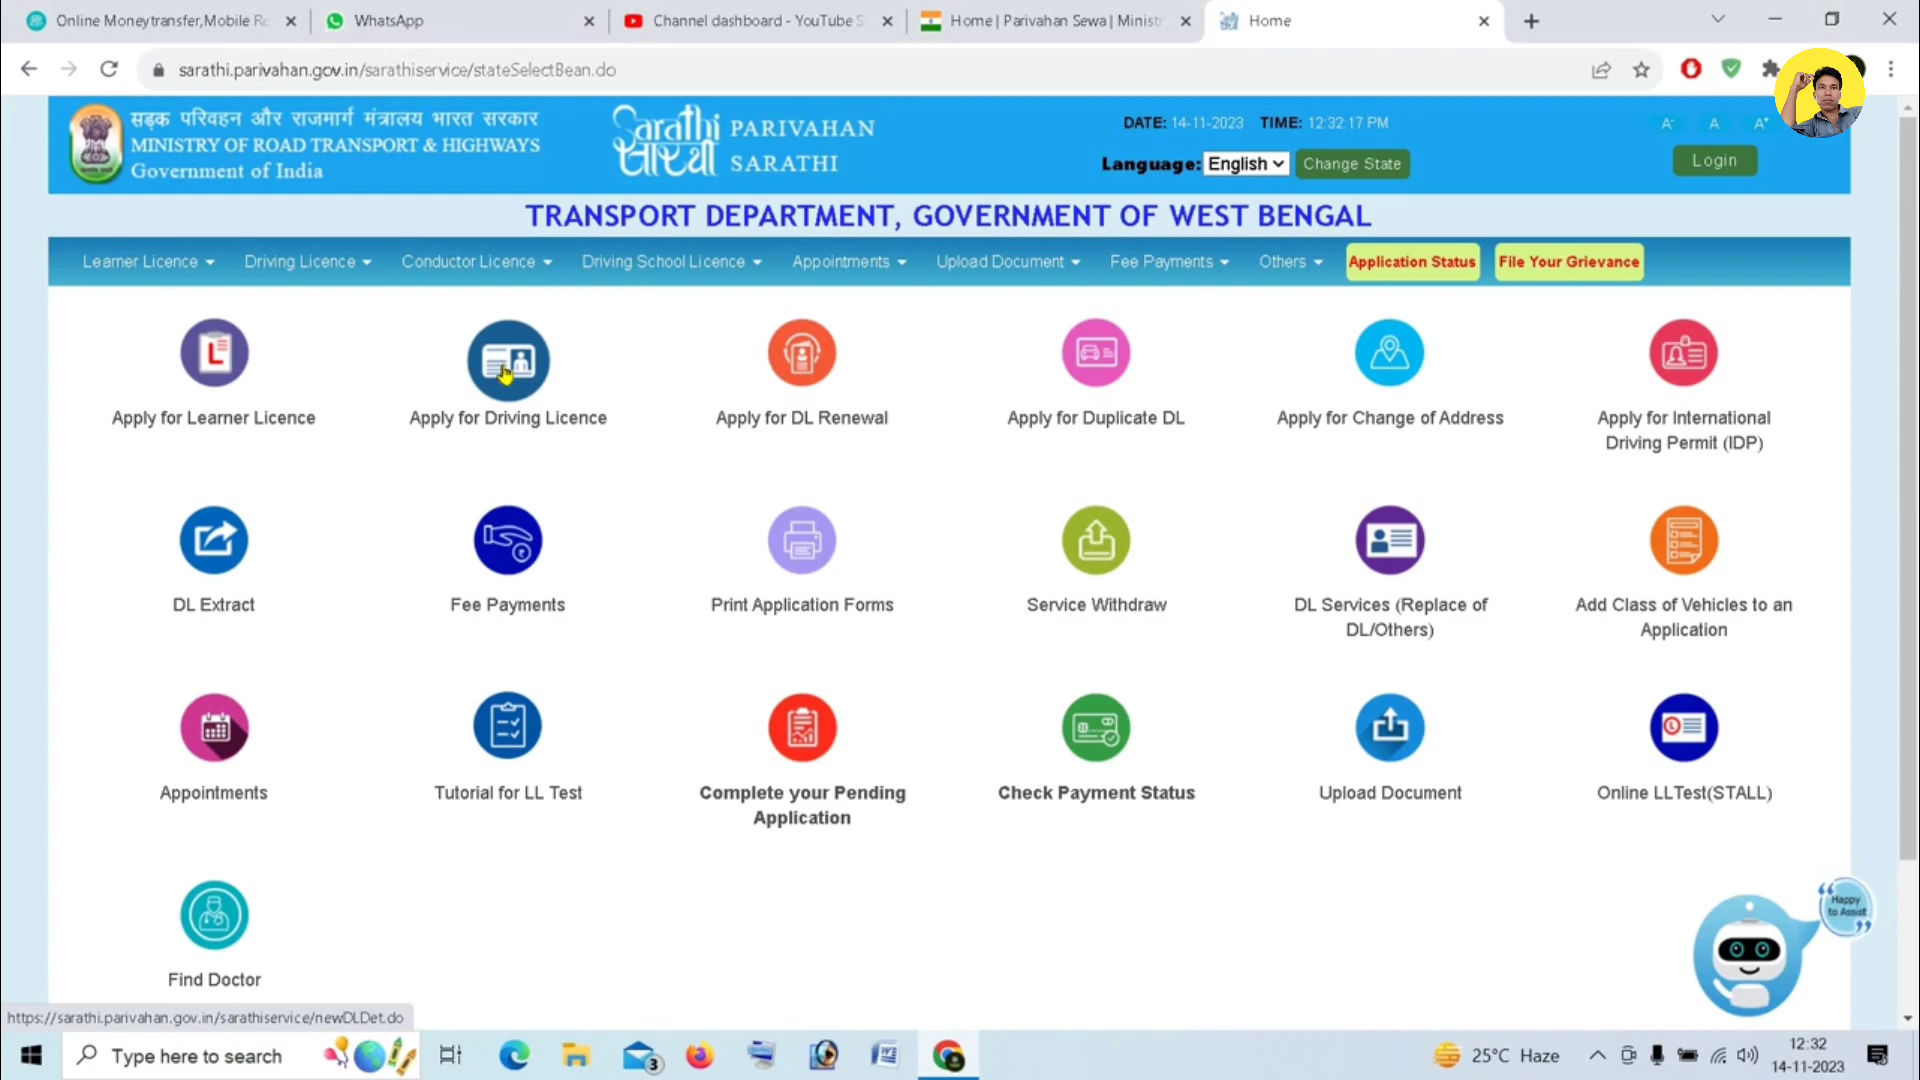 Online Moneytransfer,Mobile Re
WhatsApp
Channel dashboard - YouTube S
Home | Parivahan Sewa | Ministr
Home
sarathi.parivahan.gov.in/sarathiservice/stateSelectBean.do
सड़क परिवहन और राजमार्ग मंत्रालय भारत सरकार
MINISTRY OF ROAD TRANSPORT & HIGHWAYS
Government of India
Sarathi
सारथी
PARIVAHAN
SARATHI
DATE: 14-11-2023 TIME: 12:32:17 PM
Language: English Change State
A- A A+
Login
TRANSPORT DEPARTMENT, GOVERNMENT OF WEST BENGAL
Learner Licence Driving Licence Conductor Licence Driving School Licence Appointments Upload Document Fee Payments Others Application Status File Your Grievance
L
Apply for Learner Licence
Apply for Driving Licence
Apply for DL Renewal
Apply for Duplicate DL
Apply for Change of Address
Apply for International
Driving Permit (IDP)
DL Extract
Fee Payments
Print Application Forms
Service Withdraw
DL Services (Replace of
DL/Others)
Add Class of Vehicles to an
Application
Appointments
Tutorial for LL Test
Complete your Pending
Application
Check Payment Status
Upload Document
Online LLTest(STALL)
Find Doctor
Happy
to Assist
https://sarathi.parivahan.gov.in/sarathiservice/newDLDet.do
Type here to search
3
25°C Haze
12:32
14-11-2023